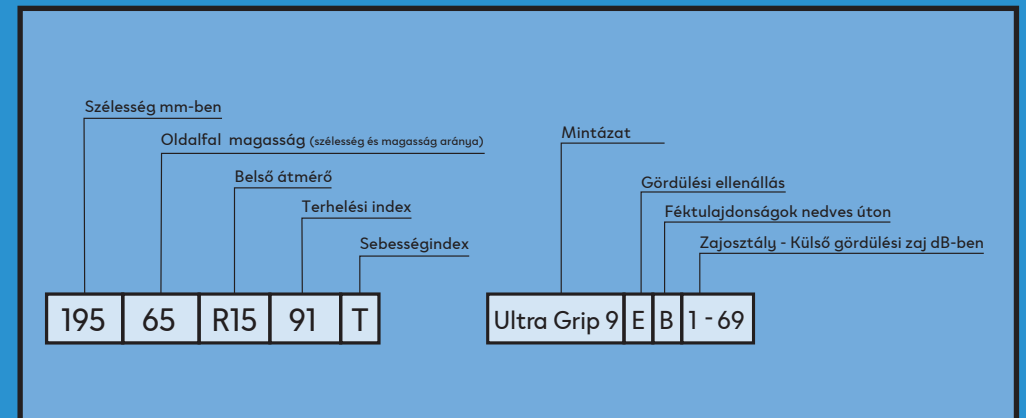 Szélesség mm-ben
Oldalfal magasság (szélesség és magasság aránya)
Belső átmérő
Terhelési index
Sebességindex
195 65 R15 91 T
Mintázat
Gördülési ellenállás
Féktulajdonságok nedves úton
Zajosztály - Külső gördülési zaj dB-ben
Ultra Grip 9 E B 1 - 69